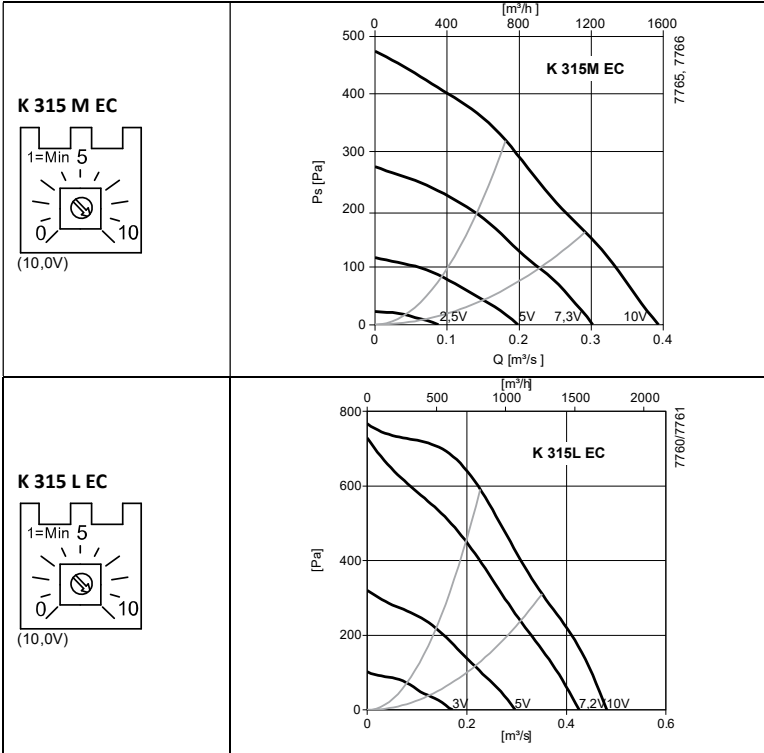 [m³/h ]
0 400 800 1200 1600
500
K 315M EC
7765, 7766
400
K 315 M EC
1=Min 5
300
Ps [Pa]
200
0 10
(10,0V)
100
0
2,5V 5V 7,3V 10V
0 0.1 0.2 0.3 0.4
Q [m³/s ]
[m³/h]
0 500 1000 1500 2000
800
K 315L EC
7760/7761
K 315 L EC
600
1=Min 5
400
[Pa]
0 10
(10,0V)
200
0
3V 5V 7,2V 10V
0 0.2 0.4 0.6
[m³/s]